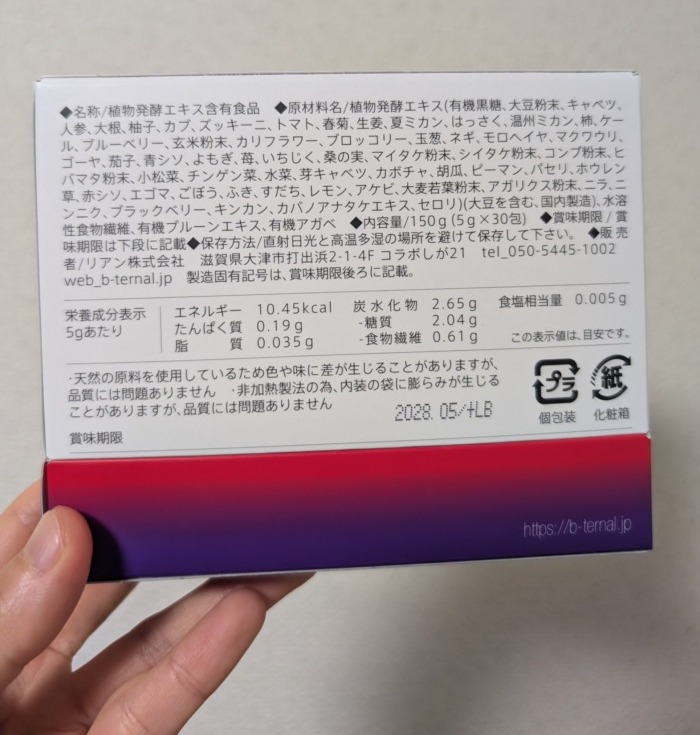 ◆名称/植物発酵エキス含有食品 ◆原材料名/植物発酵エキス(有機黒糖、大豆粉末、キャベツ、
人参、大根、柚子、カブ、ズッキーニ、トマト、春菊、生姜、夏ミカン、はっさく、温州ミカン、柿、ケー
ル、ブルーベリー、玄米粉末、カリフラワー、ブロッコリー、玉葱、ネギ、モロヘイヤ、マクワウリ、
ゴーヤ、茄子、青シソ、よもぎ、苺、いちじく、桑の実、マイタケ粉末、シイタケ粉末、コンブ粉末、ヒ
バマタ粉末、小松菜、チンゲン菜、水菜、芽キャベツ、カボチャ、胡瓜、ピーマン、パセリ、ホウレン
草、赤シソ、エゴマ、ごぼう、ふき、すだち、レモン、アケビ、大麦若葉粉末、アガリクス粉末、ニラ、ニ
ンニク、ブラックベリー、キンカン、カバノアナタケエキス、セロリ)(大豆を含む、国内製造)、水溶
性食物繊維、有機プルーンエキス、有機アガベ ◆内容量/150g(5g×30包) ◆賞味期限/賞
味期限は下段に記載◆保存方法/直射日光と高温多湿の場所を避けて保存して下さい。 ◆販売
者/リアン株式会社 滋賀県大津市打出浜2-1-4F コラボしが21 tel_050-5445-1002
web_b-ternal.jp 製造固有記号は、賞味期限後ろに記載。
栄養成分表示
5gあたり
エネルギー 10.45kcal 炭水化物 2.65g 食塩相当量 0.005g
たんぱく質 0.19g -糖質 2.04g
脂質 0.035g -食物繊維 0.61g この表示値は、目安です。
・天然の原料を使用しているため色や味に差が生じることがありますが、
品質には問題ありません ・非加熱製法の為、内装の袋に膨らみが生じる
ことがありますが、品質には問題ありません
2028.05/+LB
プラ 紙
個包装 化粧箱
賞味期限
https://b-ternal.jp